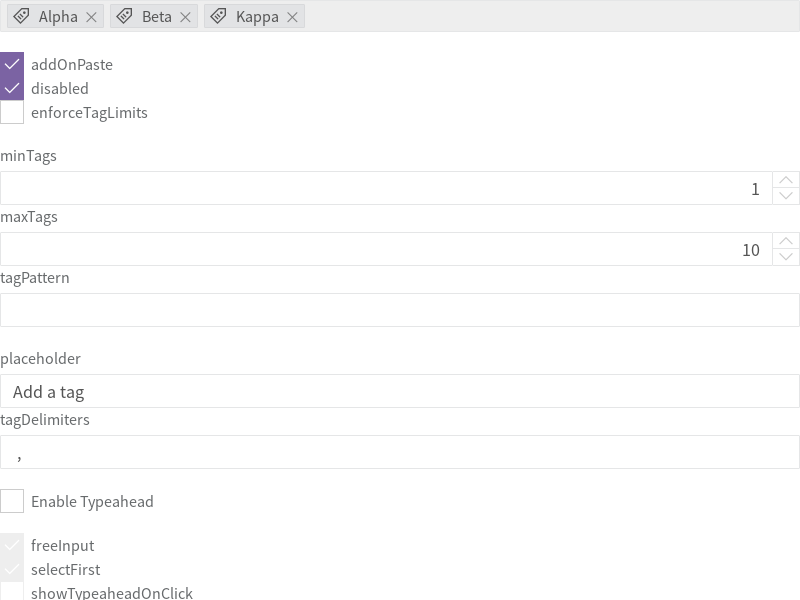 Alpha Beta Kappa
addOnPaste
disabled
enforceTagLimits
minTags
1
maxTags
10
tagPattern
placeholder
Add a tag
tagDelimiters
,
Enable Typeahead
freeInput
selectFirst
showTypeaheadOnClick